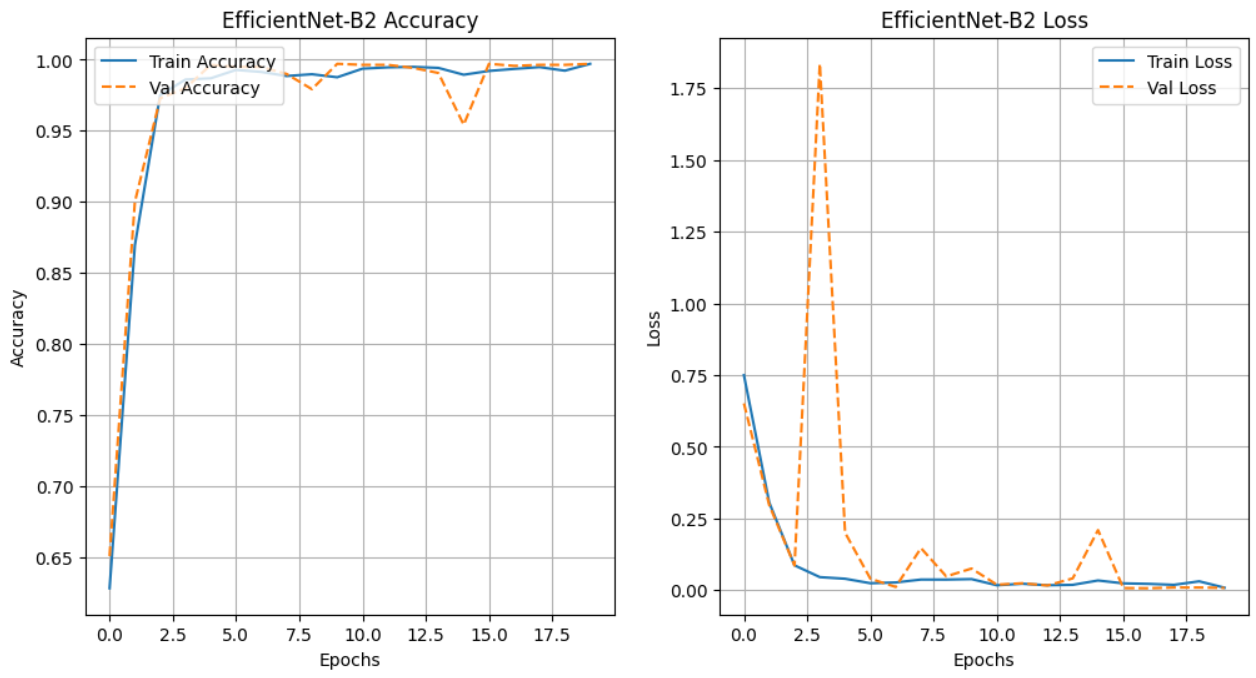 EfficientNet-B2 Accuracy
Train Accuracy
Val Accuracy
1.00
0.95
0.90
0.85
0.80
0.75
0.70
0.65
Accuracy
0.0 2.5 5.0 7.5 10.0 12.5 15.0 17.5
Epochs
EfficientNet-B2 Loss
Train Loss
Val Loss
1.75
1.50
1.25
1.00
0.75
0.50
0.25
0.00
Loss
0.0 2.5 5.0 7.5 10.0 12.5 15.0 17.5
Epochs